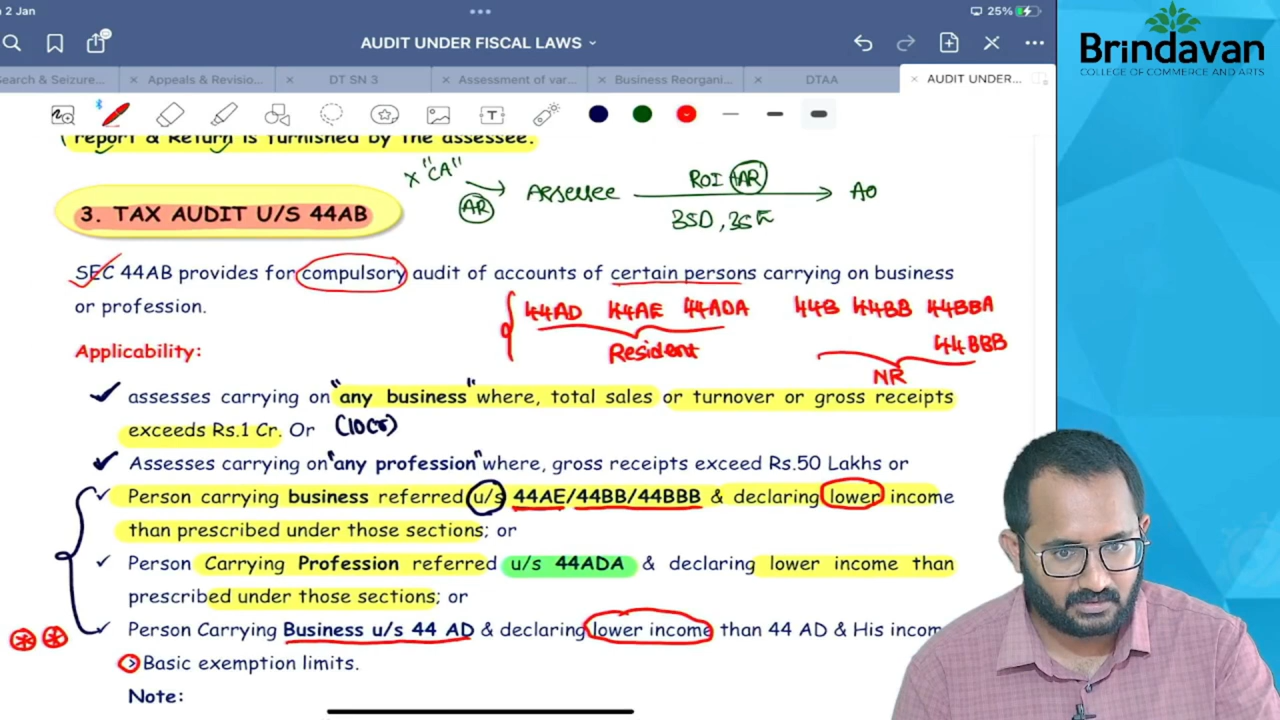 2 Jan
25%
AUDIT UNDER FISCAL LAWS
Brindavan
COLLEGE OF COMMERCE AND ARTS
earch & Seizure...
Appeals & Revisio...
DT SN 3
Assessment of var...
Business Reorgani...
DTAA
AUDIT UNDER...
(report & Return is furnished by the assessee.
X "CA"
AR
Assessee
ROI + AR
35D, 35E
AO
3. TAX AUDIT U/S 44AB
SEC 44AB provides for compulsory audit of accounts of certain persons carrying on business
or profession.
44AD 44AE 44ADA
Resident
44B 44BB 44BBA
44BBB
NR
Applicability:
assesses carrying on "any business" where, total sales or turnover or gross receipts
exceeds Rs.1 Cr. Or (10Cr)
Assesses carrying on "any profession" where, gross receipts exceed Rs.50 Lakhs or
Person carrying business referred u/s 44AE/44BB/44BBB & declaring lower income
than prescribed under those sections; or
Person Carrying Profession referred u/s 44ADA & declaring lower income than
prescribed under those sections; or
Person Carrying Business u/s 44 AD & declaring lower income than 44 AD & His incom
> Basic exemption limits.
Note: